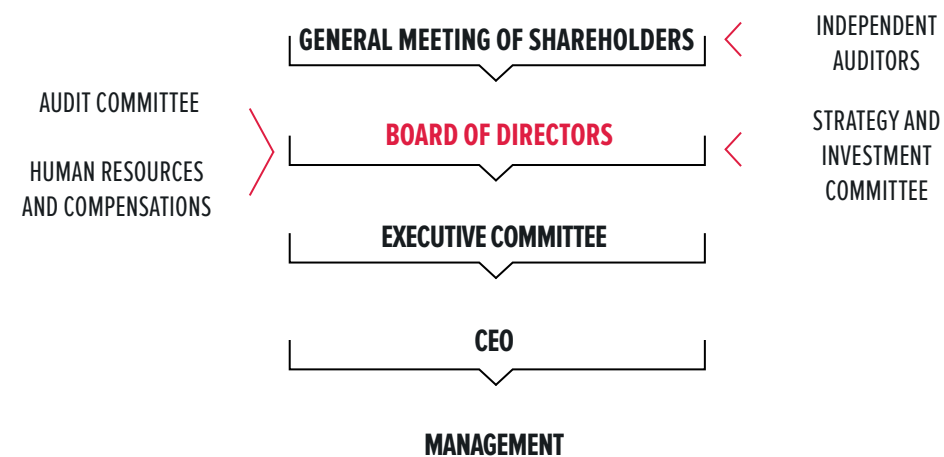 GENERAL MEETING OF SHAREHOLDERS
INDEPENDENT
AUDITORS
AUDIT COMMITTEE
HUMAN RESOURCES
AND COMPENSATIONS
BOARD OF DIRECTORS
STRATEGY AND
INVESTMENT
COMMITTEE
EXECUTIVE COMMITTEE
CEO
MANAGEMENT